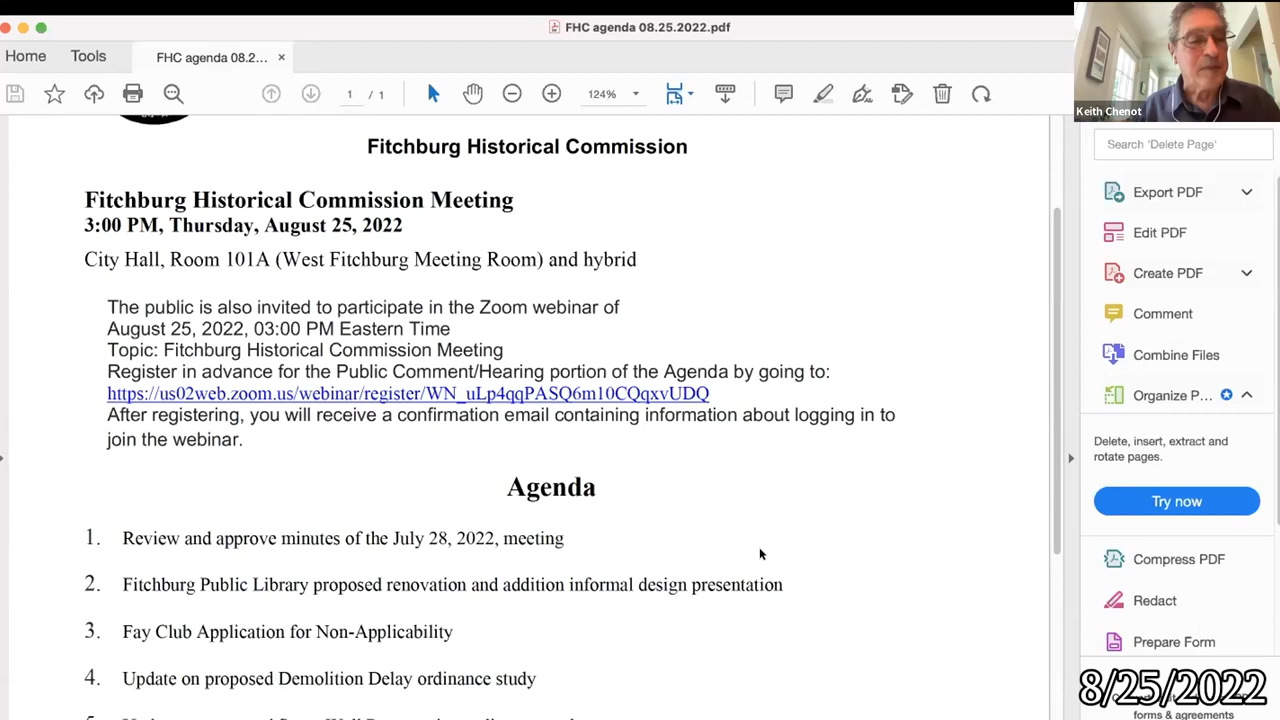 FHC agenda 08.25.2022.pdf
Home
Tools
FHC agenda 08.2...
×
1 / 1
124%
Keith Chenot
Fitchburg Historical Commission
Fitchburg Historical Commission Meeting
3:00 PM, Thursday, August 25, 2022
City Hall, Room 101A (West Fitchburg Meeting Room) and hybrid
The public is also invited to participate in the Zoom webinar of
August 25, 2022, 03:00 PM Eastern Time
Topic: Fitchburg Historical Commission Meeting
Register in advance for the Public Comment/Hearing portion of the Agenda by going to:
https://us02web.zoom.us/webinar/register/WN_uLp4qqPASQ6m10CQqxvUDQ
After registering, you will receive a confirmation email containing information about logging in to
join the webinar.
Agenda
1. Review and approve minutes of the July 28, 2022, meeting
2. Fitchburg Public Library proposed renovation and addition informal design presentation
3. Fay Club Application for Non-Applicability
4. Update on proposed Demolition Delay ordinance study
Search 'Delete Page'
Export PDF
Edit PDF
Create PDF
Comment
Combine Files
Organize P...
Delete, insert, extract and
rotate pages.
Try now
Compress PDF
Redact
Prepare Form
8/25/2022
forms & agreements